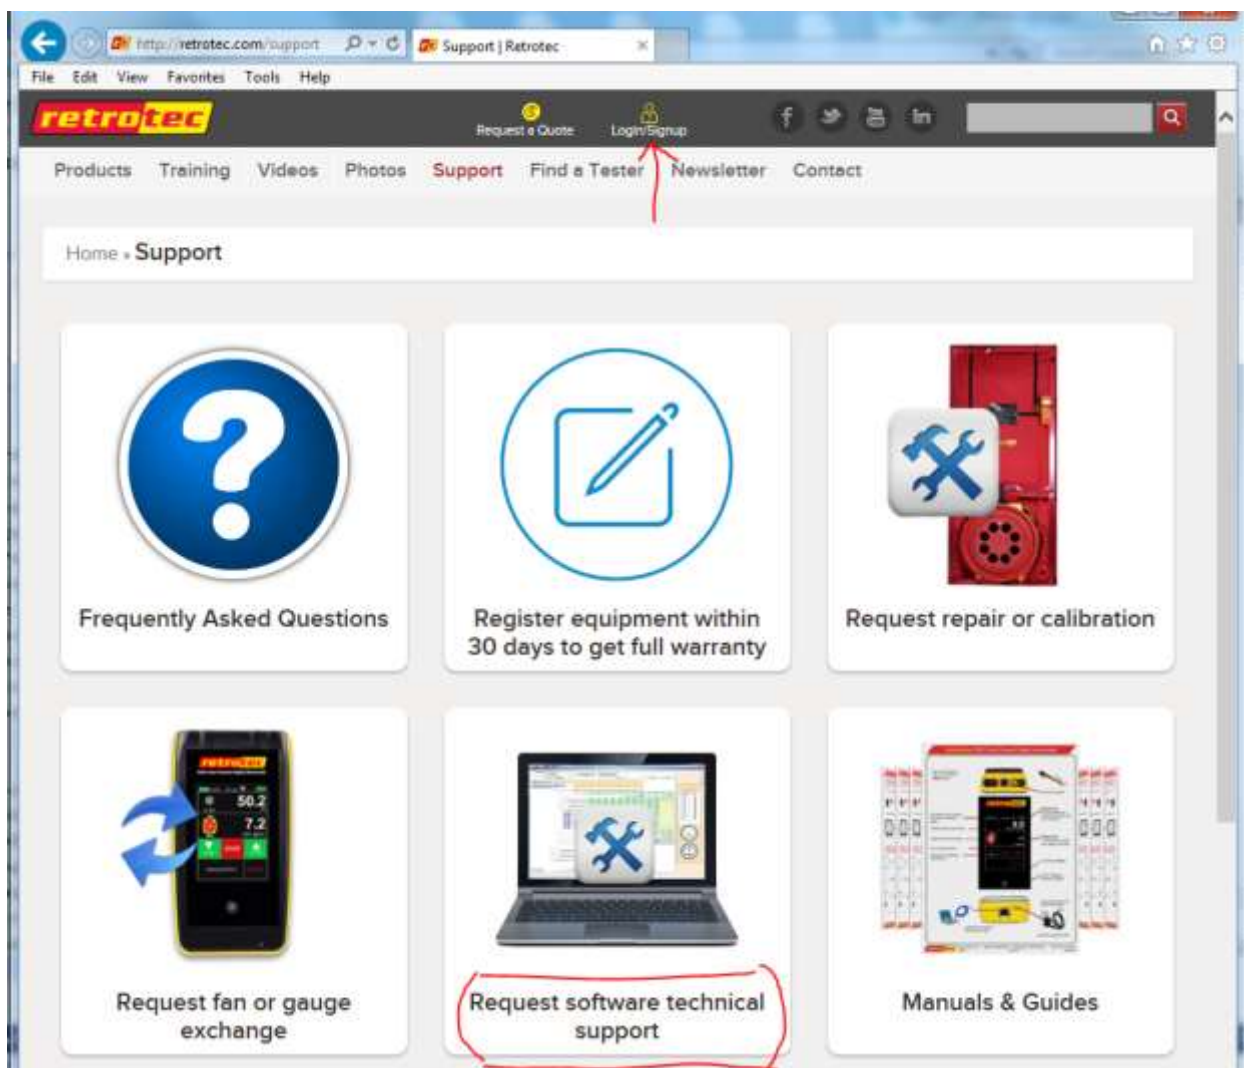 http://retrotec.com/support
Support | Retrotec
File Edit View Favorites Tools Help
retrotec
Request a Quote
Login/Signup
Products Training Videos Photos Support Find a Tester Newsletter Contact
Home » Support
Frequently Asked Questions
Register equipment within
30 days to get full warranty
Request repair or calibration
retrotec
50.2
7.2
Request fan or gauge
exchange
Request software technical
support
Manuals & Guides